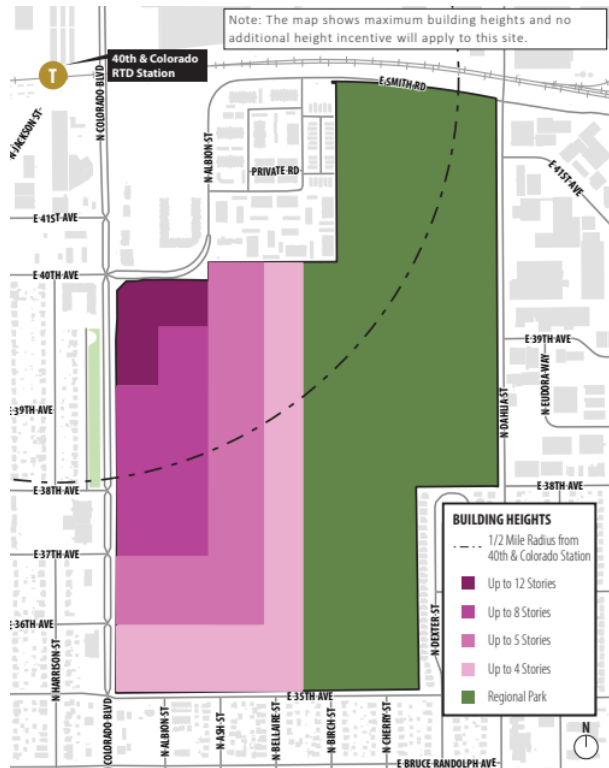 Note: The map shows maximum building heights and no
additional height incentive will apply to this site.
T
40th & Colorado
RTD Station
N COLORADO BLVD
E SMITH RD
N JACKSON ST
N ALBION ST
PRIVATE RD
E 41ST AVE
E 41ST AVE
E 40TH AVE
E 39TH AVE
N EUDORA WAY
E 39TH AVE
N DAHLIA ST
E 38TH AVE
E 38TH AVE
BUILDING HEIGHTS
1/2 Mile Radius from
40th & Colorado Station
Up to 12 Stories
Up to 8 Stories
Up to 5 Stories
Up to 4 Stories
Regional Park
E 37TH AVE
N DEXTER ST
E 36TH AVE
N HARRISON ST
COLORADO BLVD
E 35TH AVE
N ALBION ST
N ASH ST
N BELLAIRE ST
N BIRCH ST
N CHERRY ST
N
E BRUCE RANDOLPH AVE